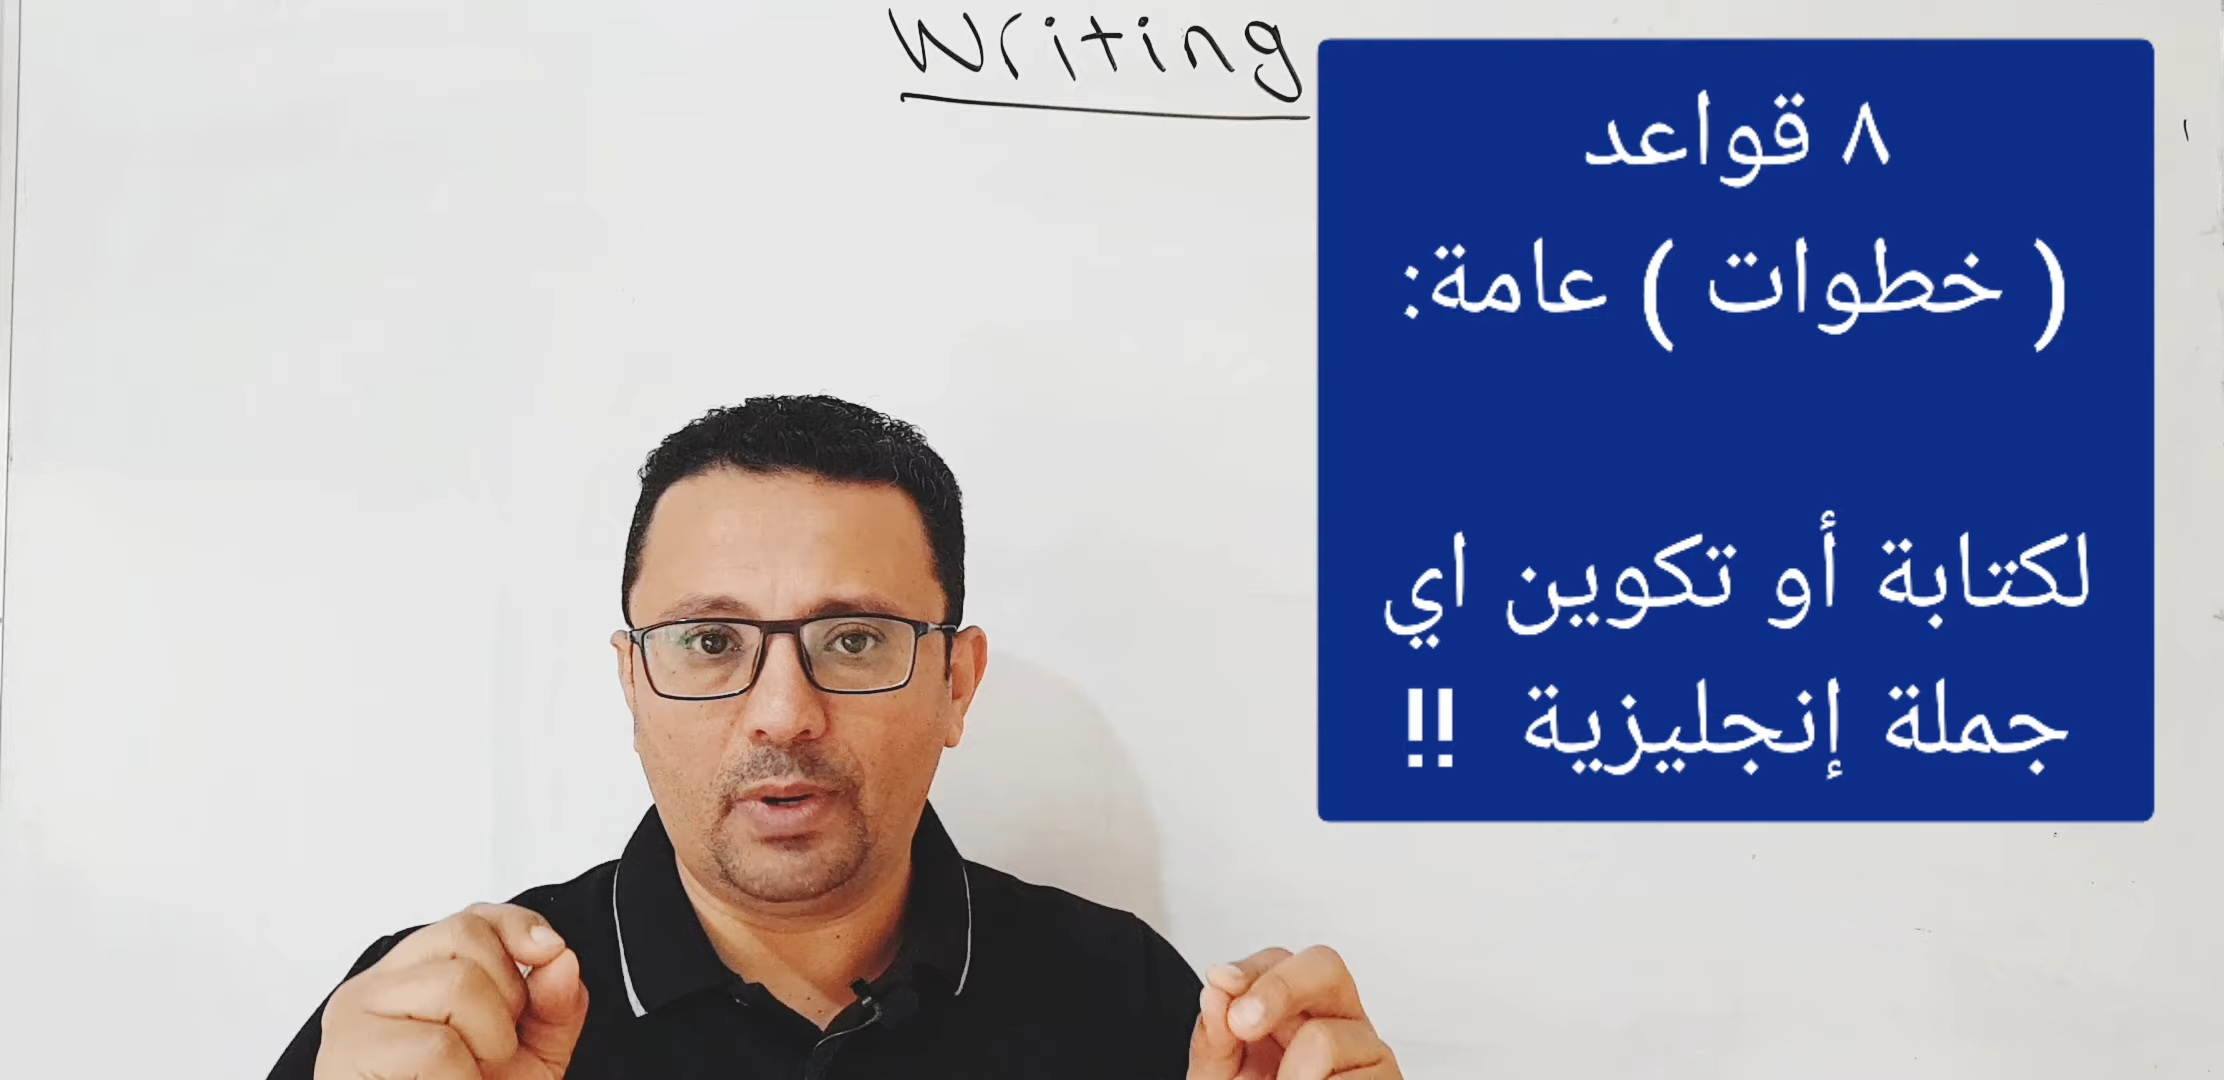 Writing
٨ قواعد
( خطوات ) عامة:
لكتابة أو تكوين اي
جملة إنجليزية !!